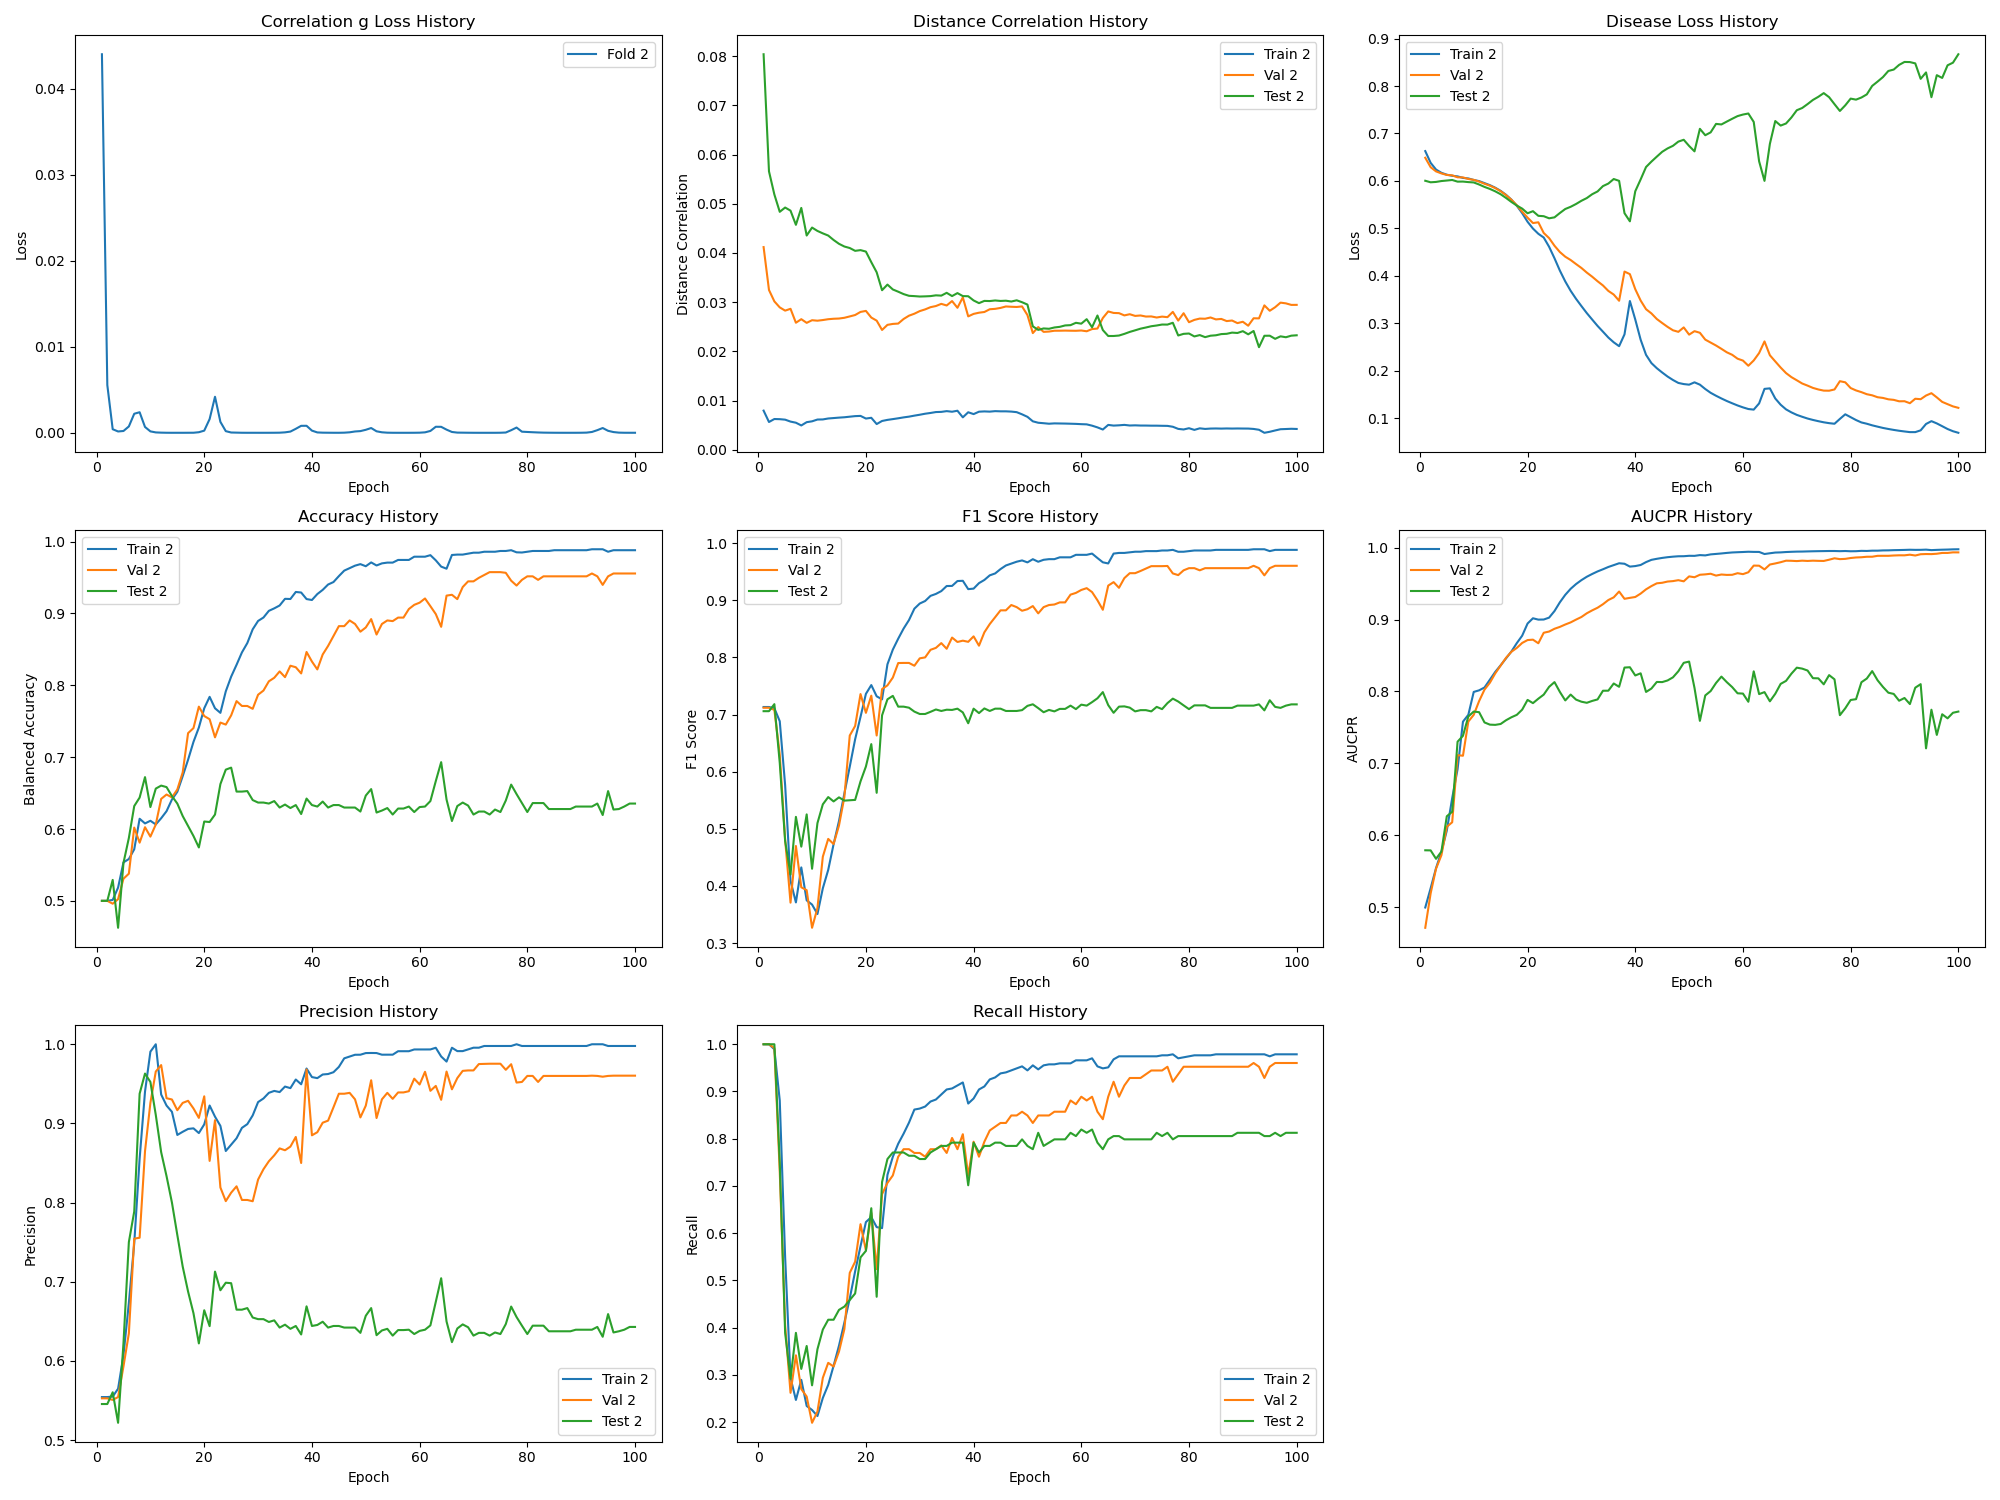 Correlation g Loss History
Loss
0.04
0.03
0.02
0.01
0.00
0 20 40 60 80 100
Epoch
Fold 2
Distance Correlation History
Distance Correlation
0.08
0.07
0.06
0.05
0.04
0.03
0.02
0.01
0.00
0 20 40 60 80 100
Epoch
Train 2
Val 2
Test 2
Disease Loss History
Loss
0.9
0.8
0.7
0.6
0.5
0.4
0.3
0.2
0.1
0 20 40 60 80 100
Epoch
Train 2
Val 2
Test 2
Accuracy History
Balanced Accuracy
1.0
0.9
0.8
0.7
0.6
0.5
0 20 40 60 80 100
Epoch
Train 2
Val 2
Test 2
F1 Score History
F1 Score
1.0
0.9
0.8
0.7
0.6
0.5
0.4
0.3
0 20 40 60 80 100
Epoch
Train 2
Val 2
Test 2
AUCPR History
AUCPR
1.0
0.9
0.8
0.7
0.6
0.5
0 20 40 60 80 100
Epoch
Train 2
Val 2
Test 2
Precision History
Precision
1.0
0.9
0.8
0.7
0.6
0.5
0 20 40 60 80 100
Epoch
Train 2
Val 2
Test 2
Recall History
Recall
1.0
0.9
0.8
0.7
0.6
0.5
0.4
0.3
0.2
0 20 40 60 80 100
Epoch
Train 2
Val 2
Test 2